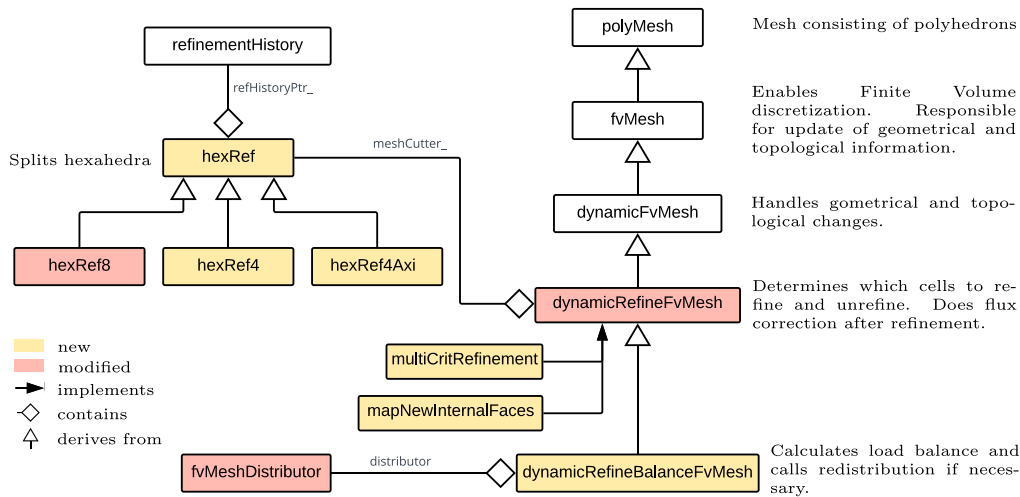 refinementHistory
polyMesh
Mesh consisting of polyhedrons
refHistoryPtr_
Enables Finite Volume
discretization. Responsible
for update of geometrical and
topological information.
fvMesh
Splits hexahedra
hexRef
meshCutter_
dynamicFvMesh
Handles gometrical and topo-
logical changes.
hexRef8
hexRef4
hexRef4Axi
dynamicRefineFvMesh
Determines which cells to re-
fine and unrefine. Does flux
correction after refinement.
new
modified
implements
contains
derives from
multiCritRefinement
mapNewInternalFaces
fvMeshDistributor
distributor
dynamicRefineBalanceFvMesh
Calculates load balance and
calls redistribution if neces-
sary.